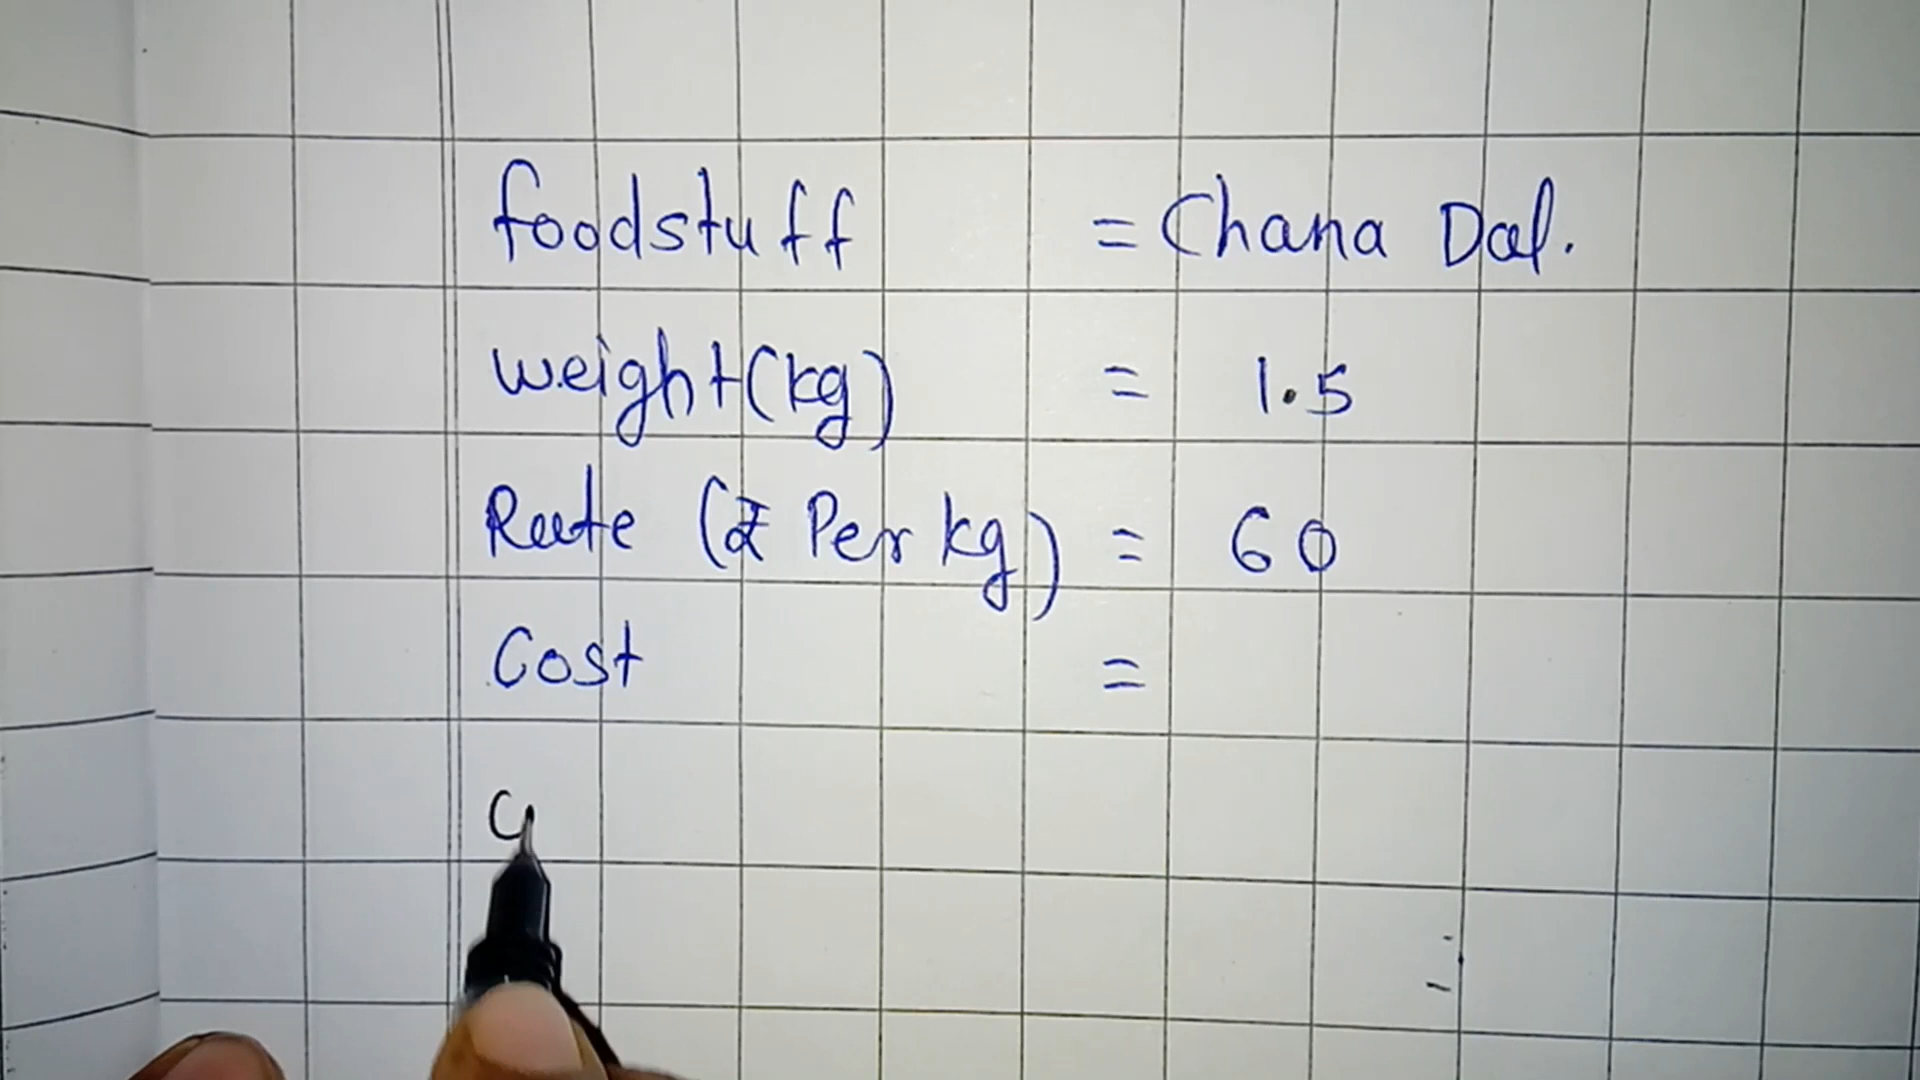 foodstuff = Chana Dal.
weight(kg) = 1.5
Rate (₹ Per kg) = 60
Cost =
C